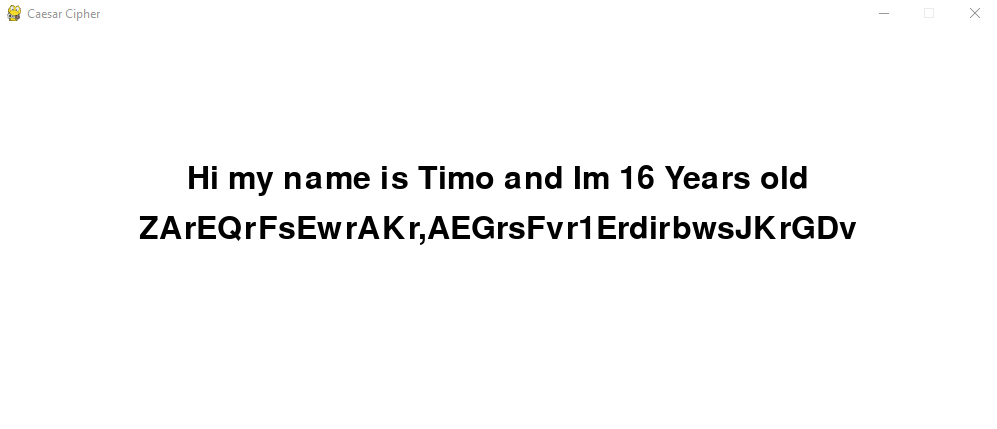 Caesar Cipher
Hi my name is Timo and Im 16 Years old
ZArEQrFsEwrAKr,AEGrsFvr1ErdirbwsJKrGDv